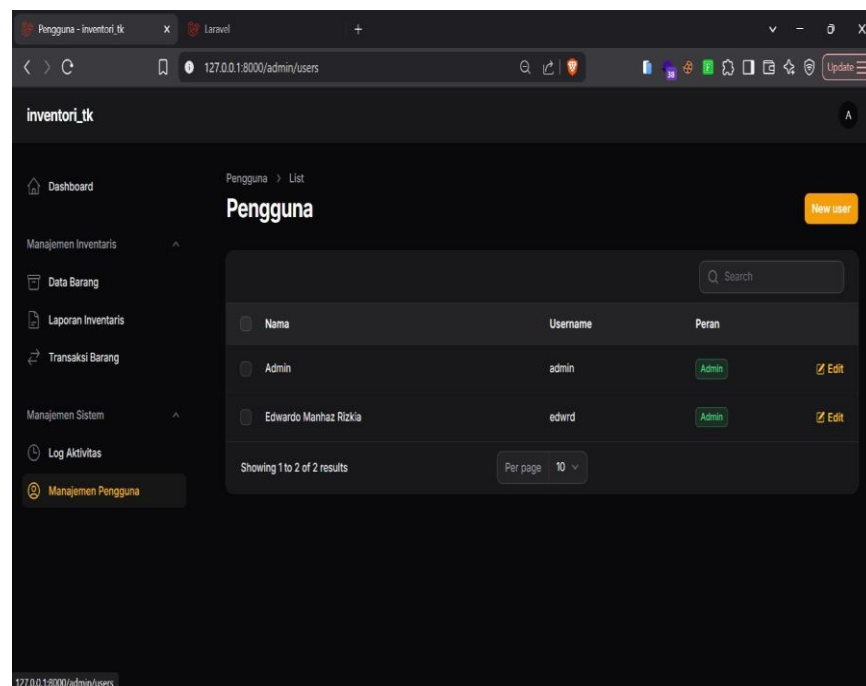 Pengguna - inventori_tk
Laravel
127.0.0.1:8000/admin/users
38
Update
inventori_tk
A
Dashboard
Manajemen Inventaris
Data Barang
Laporan Inventaris
Transaksi Barang
Manajemen Sistem
Log Aktivitas
Manajemen Pengguna
Pengguna > List
Pengguna
New user
Search
Nama Username Peran
Admin admin Admin Edit
Edwardo Manhaz Rizkia edwrd Admin Edit
Showing 1 to 2 of 2 results Per page 10
127.0.0.1:8000/admin/users